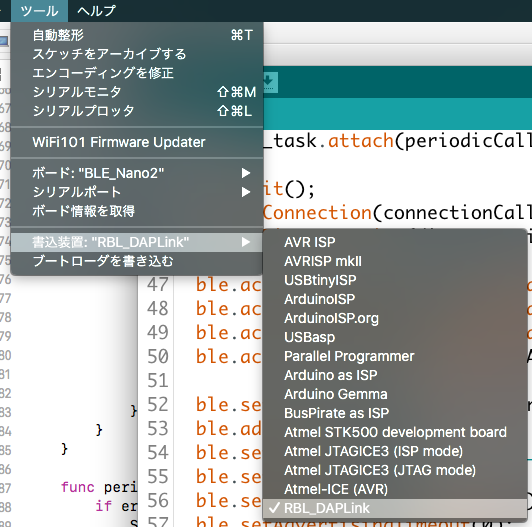 ツール ヘルプ
自動整形 ⌘T
スケッチをアーカイブする
エンコーディングを修正
シリアルモニタ ⇧⌘M
シリアルプロッタ ⇧⌘L
WiFi101 Firmware Updater
ボード: "BLE_Nano2" ▶
シリアルポート ▶
ボード情報を取得
書込装置: "RBL_DAPLink" ▶
ブートローダを書き込む
AVR ISP
AVRISP mkII
USBtinyISP
ArduinoISP
ArduinoISP.org
USBasp
Parallel Programmer
Arduino as ISP
Arduino Gemma
BusPirate as ISP
Atmel STK500 development board
Atmel JTAGICE3 (ISP mode)
Atmel JTAGICE3 (JTAG mode)
Atmel-ICE (AVR)
✓ RBL_DAPLink
_task.attach(periodicCall
it();
Connection(connectionCall
47 ble.ac
48 ble.ac
49 ble.ac
50 ble.ac
51
52 ble.se
53 ble.ad
54 ble.se
55 ble.se
56 ble.se
57
}
}
}
func peri
if er